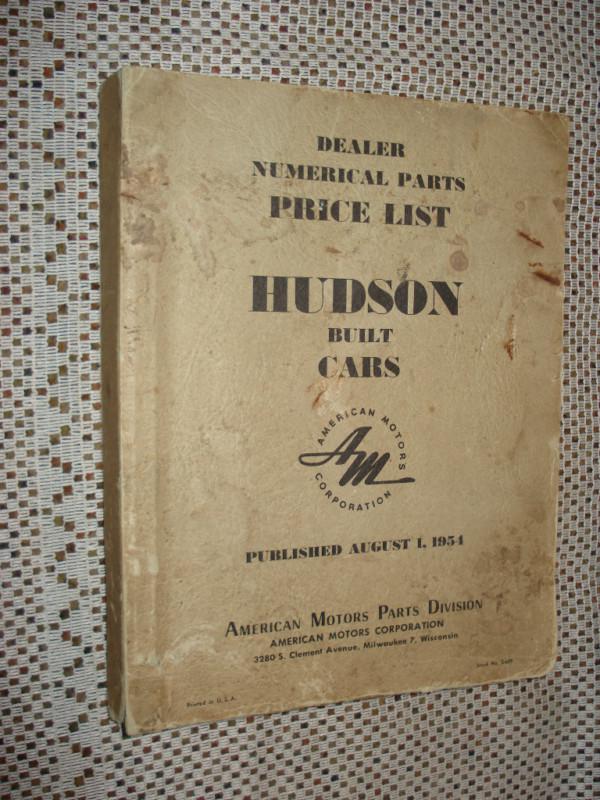 DEALER
NUMERICAL PARTS
PRICE LIST
HUDSON
BUILT
CARS
AMERICAN MOTORS
AM
CORPORATION
PUBLISHED AUGUST 1, 1954
AMERICAN MOTORS PARTS DIVISION
AMERICAN MOTORS CORPORATION
3280 S. Clement Avenue, Milwaukee 7, Wisconsin
Printed in U.S.A.